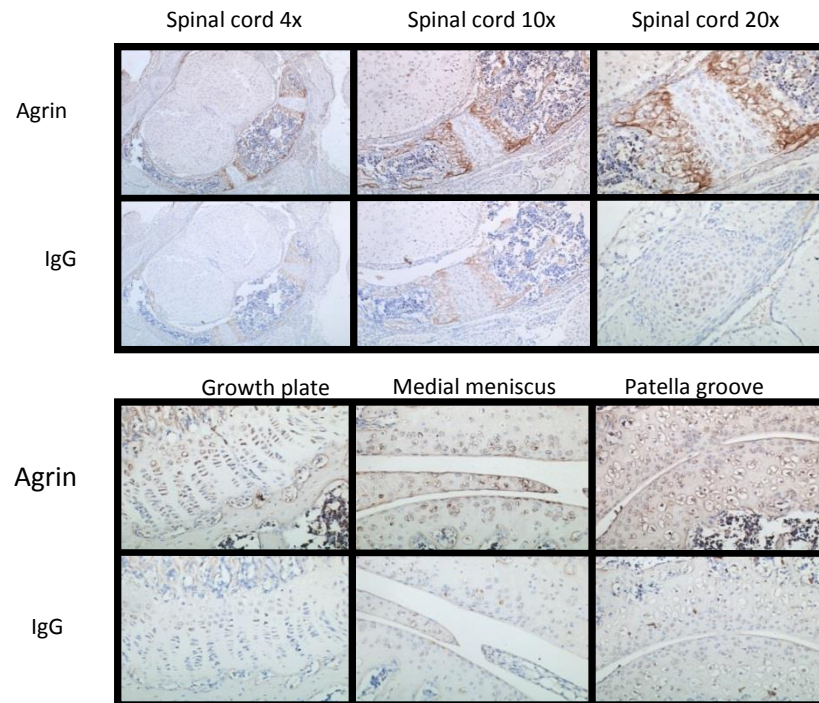 Spinal cord 4x Spinal cord 10x Spinal cord 20x
Agrin
IgG
Growth plate Medial meniscus Patella groove
Agrin
IgG